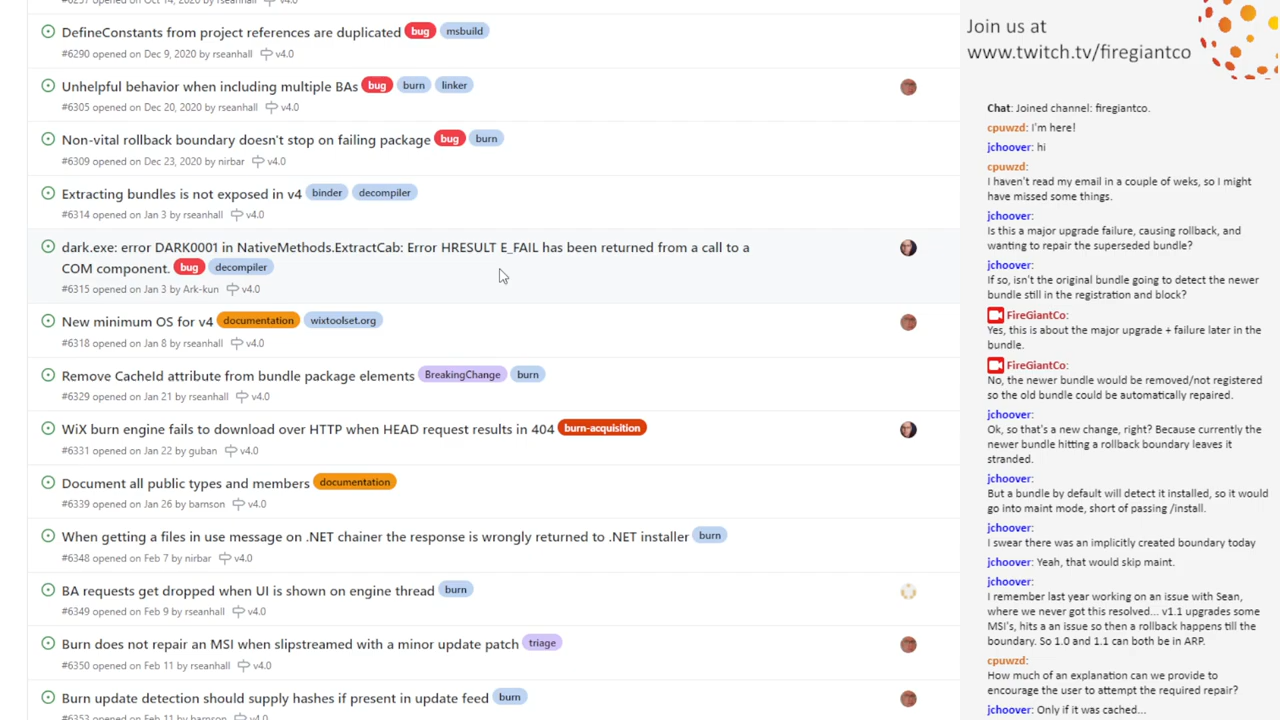 #6257 opened on Oct 14, 2020 by rseanhall v4.0
DefineConstants from project references are duplicated bug msbuild
#6290 opened on Dec 9, 2020 by rseanhall v4.0
Unhelpful behavior when including multiple BAs bug burn linker
#6305 opened on Dec 20, 2020 by rseanhall v4.0
Non-vital rollback boundary doesn't stop on failing package bug burn
#6309 opened on Dec 23, 2020 by nirbar v4.0
Extracting bundles is not exposed in v4 binder decompiler
#6314 opened on Jan 3 by rseanhall v4.0
dark.exe: error DARK0001 in NativeMethods.ExtractCab: Error HRESULT E_FAIL has been returned from a call to a
COM component. bug decompiler
#6315 opened on Jan 3 by Ark-kun v4.0
New minimum OS for v4 documentation wixtoolset.org
#6318 opened on Jan 8 by rseanhall v4.0
Remove CacheId attribute from bundle package elements BreakingChange burn
#6329 opened on Jan 21 by rseanhall v4.0
WiX burn engine fails to download over HTTP when HEAD request results in 404 burn-acquisition
#6331 opened on Jan 22 by guban v4.0
Document all public types and members documentation
#6339 opened on Jan 26 by barnson v4.0
When getting a files in use message on .NET chainer the response is wrongly returned to .NET installer burn
#6348 opened on Feb 7 by nirbar v4.0
BA requests get dropped when UI is shown on engine thread burn
#6349 opened on Feb 9 by rseanhall v4.0
Burn does not repair an MSI when slipstreamed with a minor update patch triage
#6350 opened on Feb 11 by rseanhall v4.0
Burn update detection should supply hashes if present in update feed burn
#6353 opened on Feb 11 by barnson v4.0
Join us at
www.twitch.tv/firegiantco
Chat: Joined channel: firegiantco.
cpuwzd: I'm here!
jchoover: hi
cpuwzd:
I haven't read my email in a couple of weks, so I might
have missed some things.
jchoover:
Is this a major upgrade failure, causing rollback, and
wanting to repair the superseded bundle?
jchoover:
If so, isn't the original bundle going to detect the newer
bundle still in the registration and block?
FireGiantCo:
Yes, this is about the major upgrade + failure later in the
bundle.
FireGiantCo:
No, the newer bundle would be removed/not registered
so the old bundle could be automatically repaired.
jchoover:
Ok, so that's a new change, right? Because currently the
newer bundle hitting a rollback boundary leaves it
stranded.
jchoover:
But a bundle by default will detect it installed, so it would
go into maint mode, short of passing /install.
jchoover:
I swear there was an implicitly created boundary today
jchoover: Yeah, that would skip maint.
jchoover:
I remember last year working on an issue with Sean,
where we never got this resolved... v1.1 upgrades some
MSI's, hits a an issue so then a rollback happens till the
boundary. So 1.0 and 1.1 can both be in ARP.
cpuwzd:
How much of an explanation can we provide to
encourage the user to attempt the required repair?
jchoover: Only if it was cached...